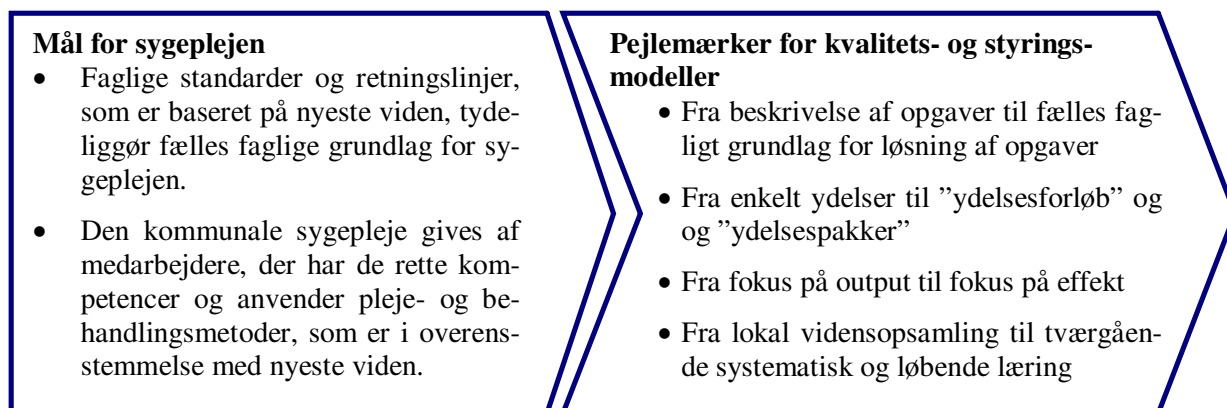 Mål for sygeplejen
• Faglige standarder og retningslinjer,
som er baseret på nyeste viden, tyde-
liggør fælles faglige grundlag for sy-
geplejen.
• Den kommunale sygepleje gives af
medarbejdere, der har de rette kom-
petencer og anvender pleje- og be-
handlingsmetoder, som er i overens-
stemmelse med nyeste viden.
Pejlemærker for kvalitets- og styrings-
modeller
• Fra beskrivelse af opgaver til fælles fag-
ligt grundlag for løsning af opgaver
• Fra enkelt ydelser til ”ydelsesforløb” og
og ”ydelsespakker”
• Fra fokus på output til fokus på effekt
• Fra lokal vidensopsamling til tværgåen-
de systematisk og løbende læring